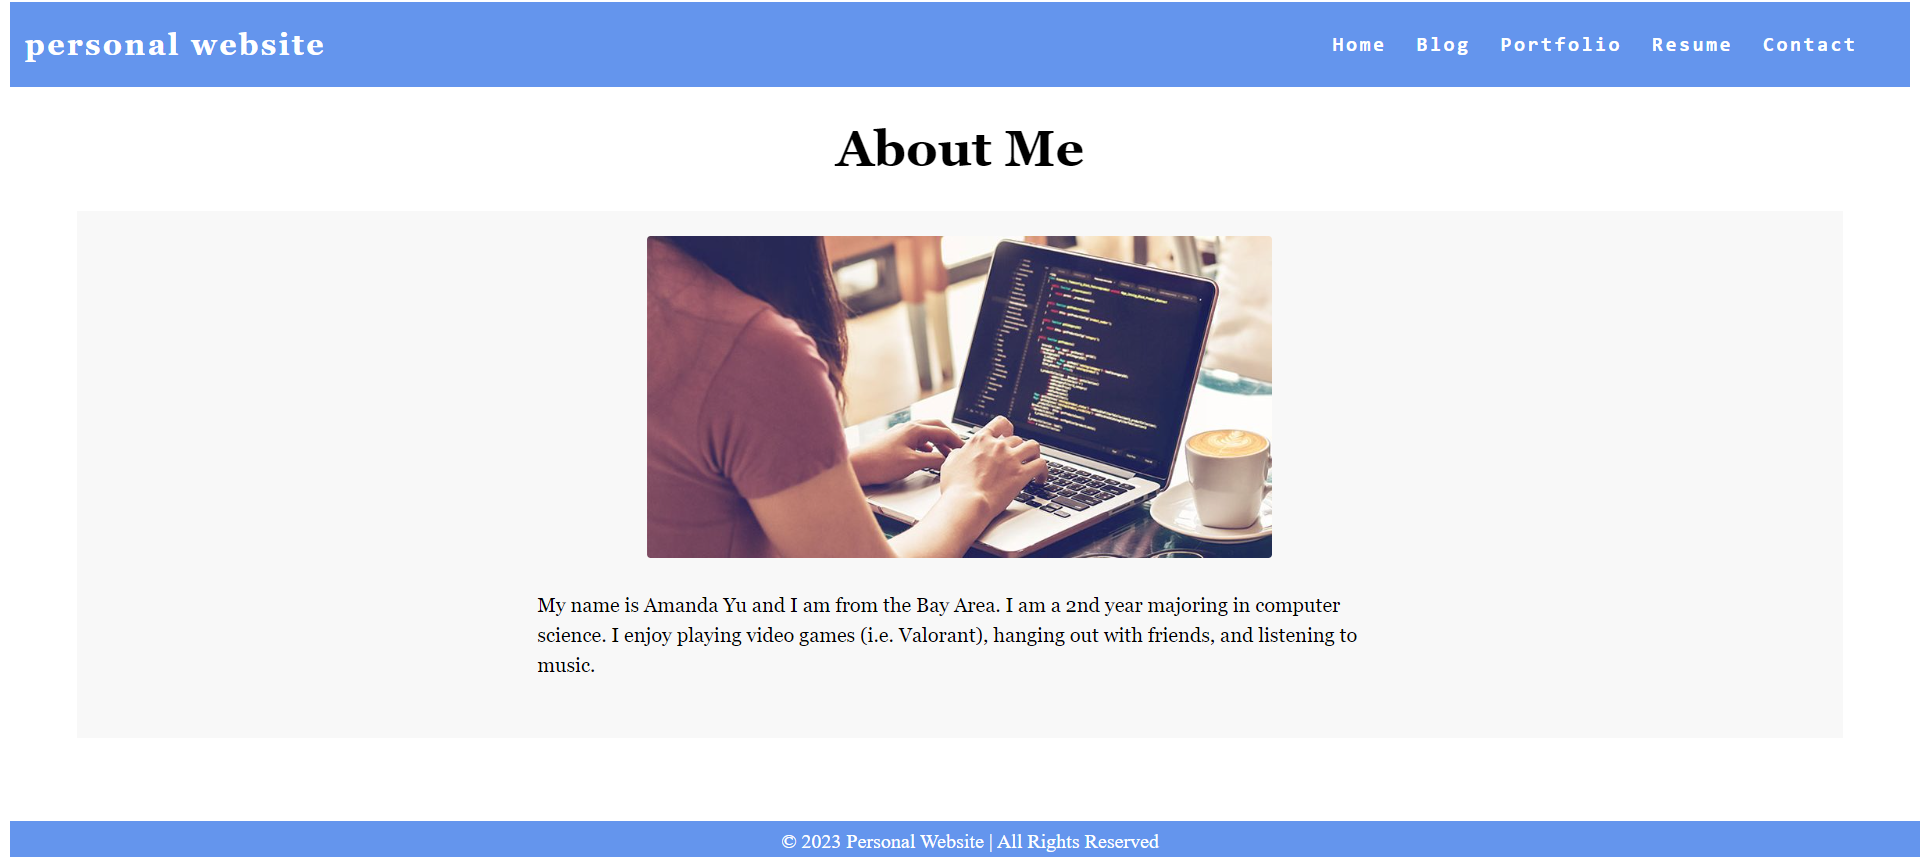 personal website
Home Blog Portfolio Resume Contact
About Me
My name is Amanda Yu and I am from the Bay Area. I am a 2nd year majoring in computer
science. I enjoy playing video games (i.e. Valorant), hanging out with friends, and listening to
music.
© 2023 Personal Website | All Rights Reserved